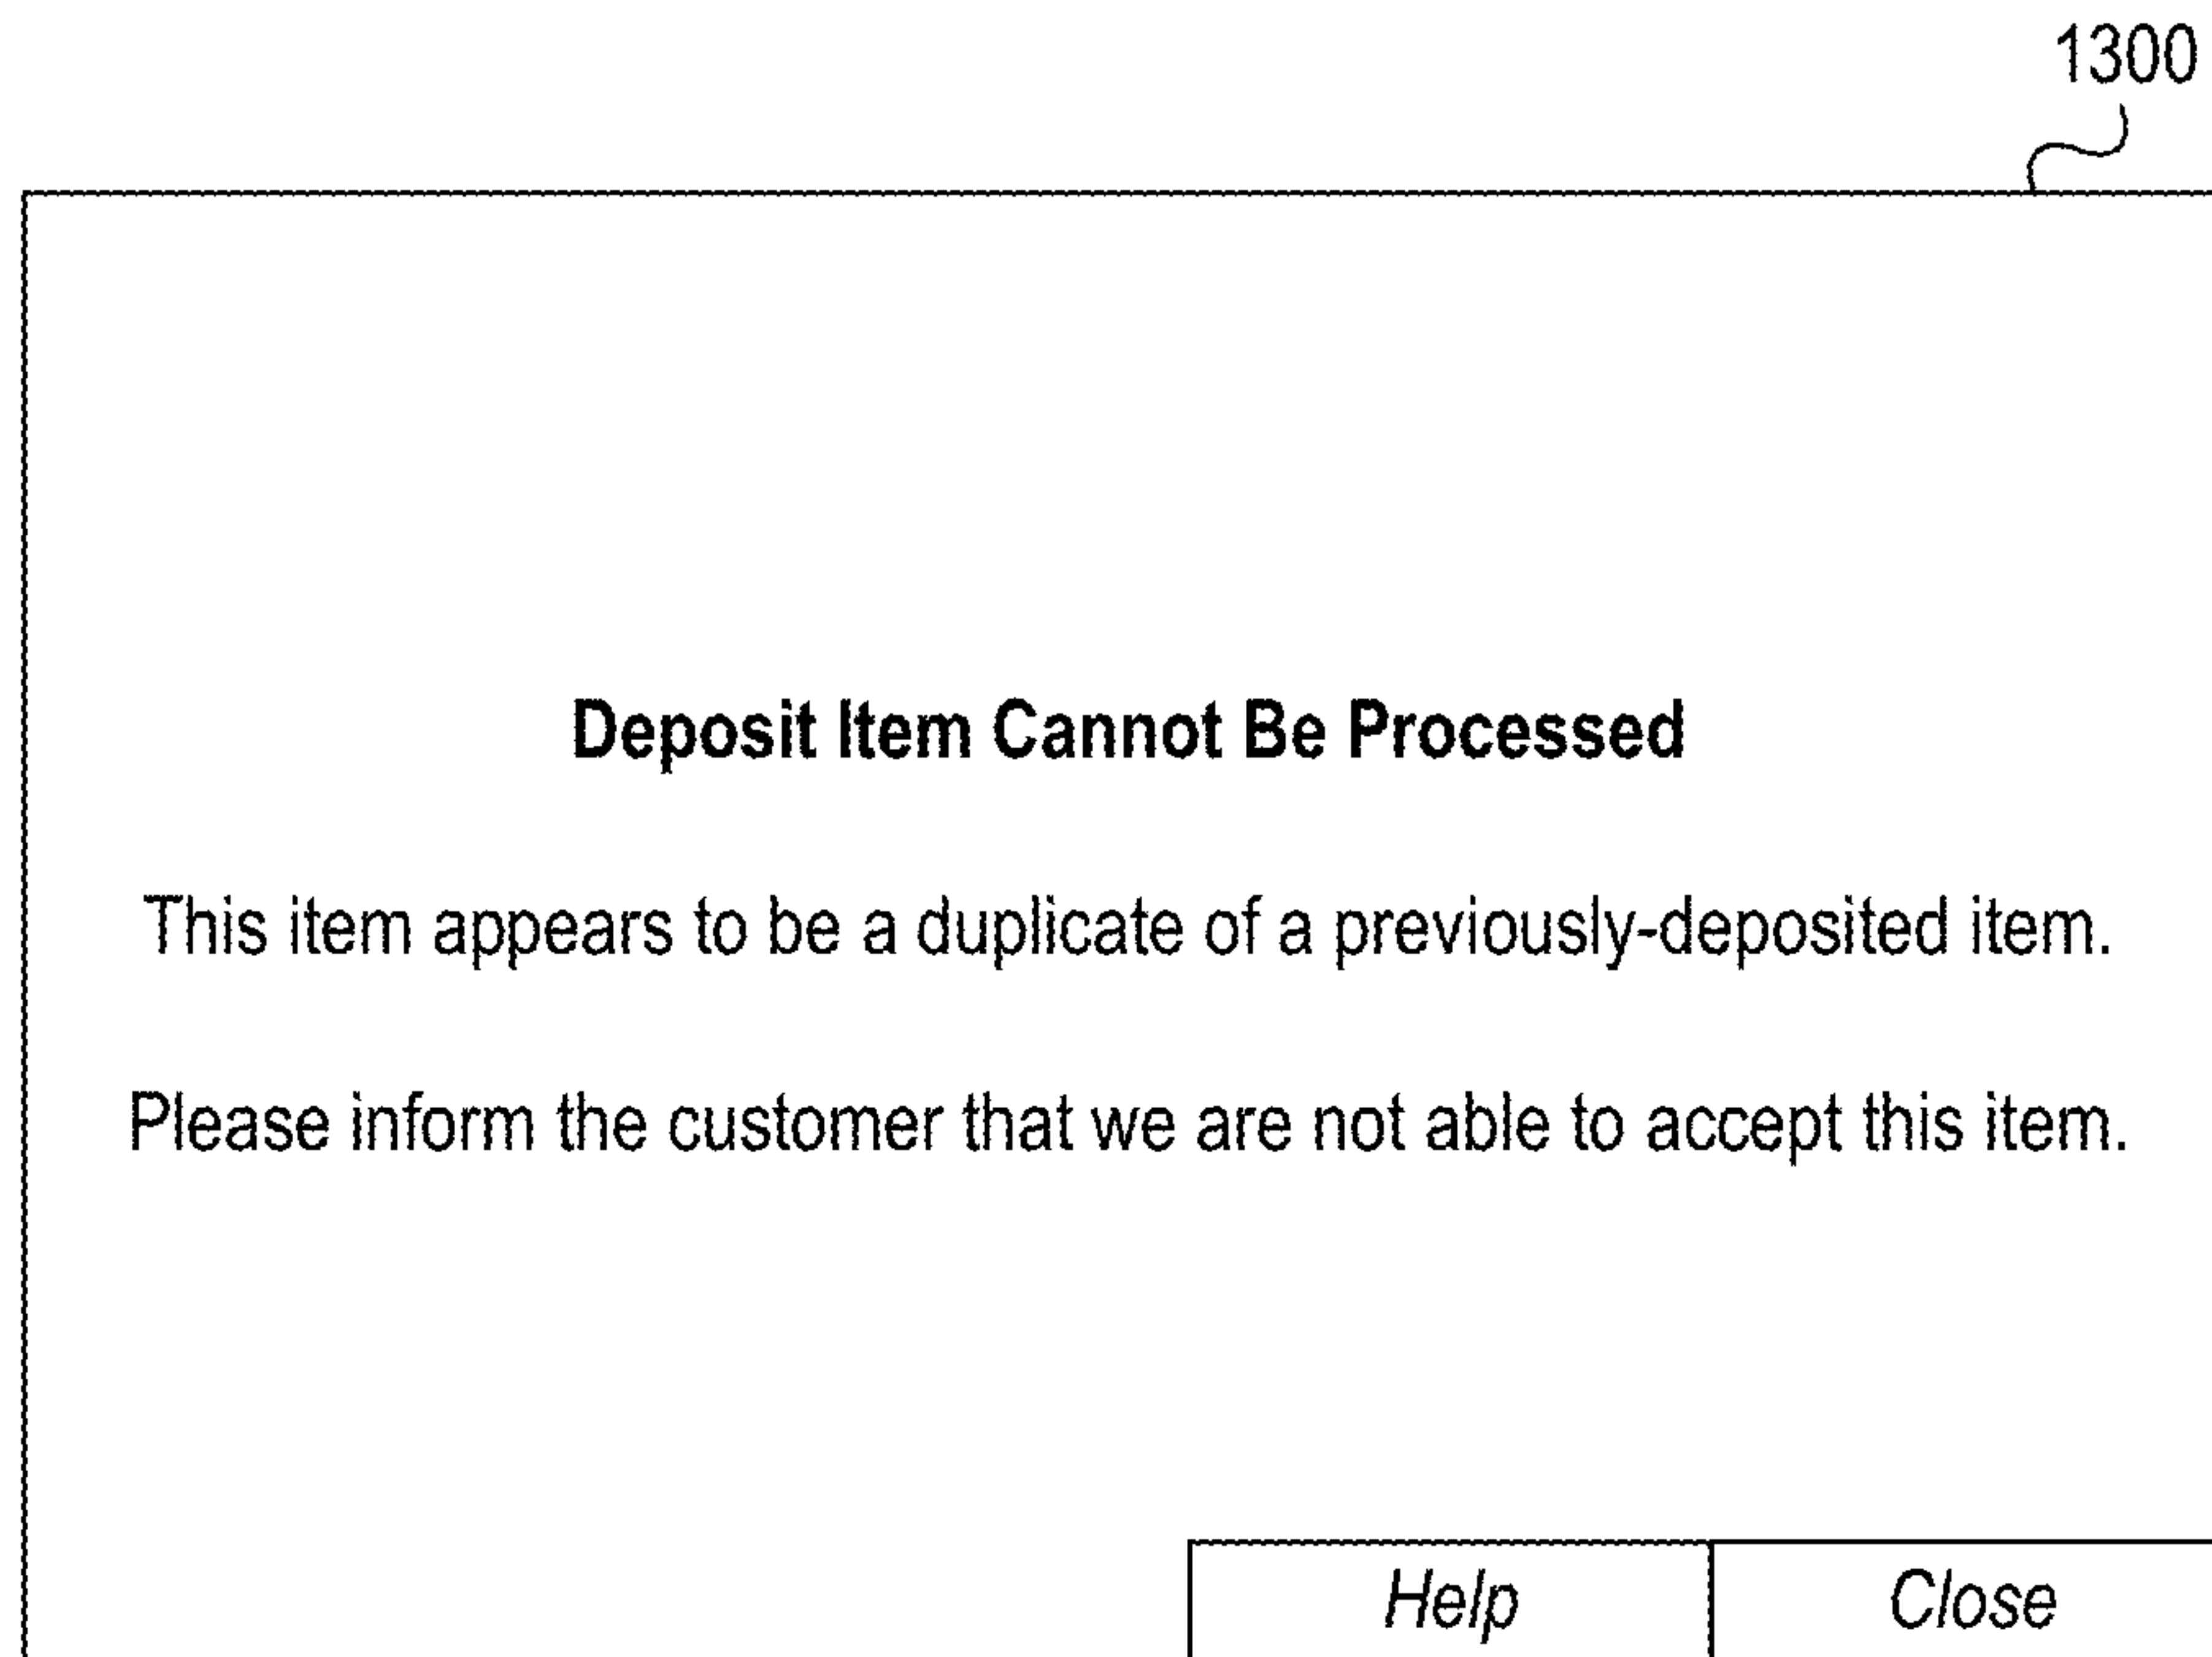 1300
Deposit Item Cannot Be Processed
This item appears to be a duplicate of a previously-deposited item.
Please inform the customer that we are not able to accept this item.
Help
Close